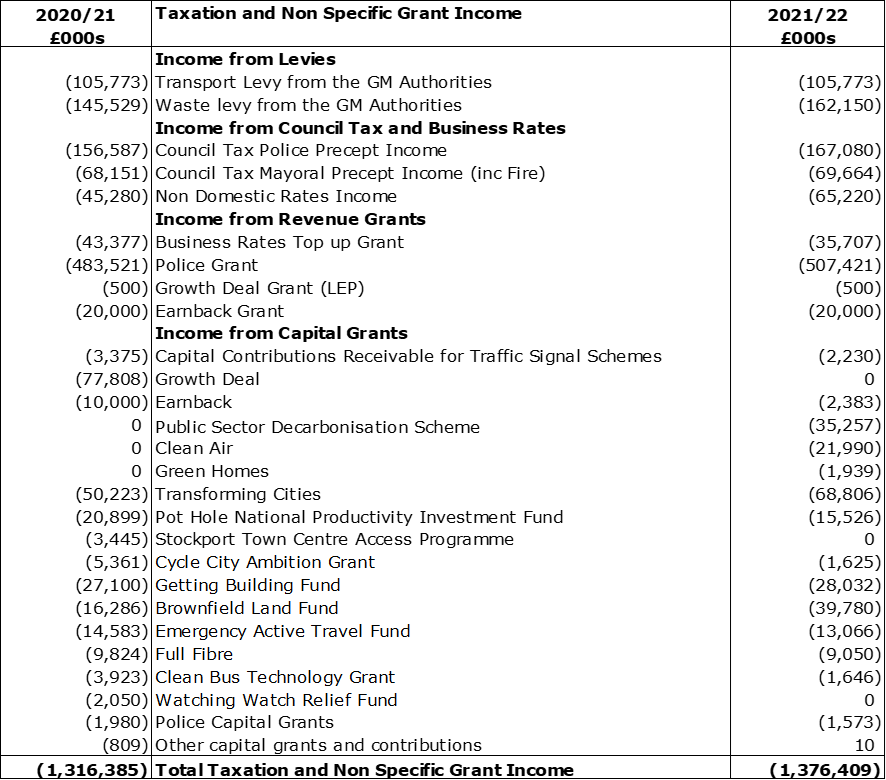 2020/21 Taxation and Non Specific Grant Income 2021/22
£000s £000s
Income from Levies
(105,773) Transport Levy from the GM Authorities (105,773)
(145,529) Waste levy from the GM Authorities (162,150)
Income from Council Tax and Business Rates
(156,587) Council Tax Police Precept Income (167,080)
(68,151) Council Tax Mayoral Precept Income (inc Fire) (69,664)
(45,280) Non Domestic Rates Income (65,220)
Income from Revenue Grants
(43,377) Business Rates Top up Grant (35,707)
(483,521) Police Grant (507,421)
(500) Growth Deal Grant (LEP) (500)
(20,000) Earnback Grant (20,000)
Income from Capital Grants
(3,375) Capital Contributions Receivable for Traffic Signal Schemes (2,230)
(77,808) Growth Deal 0
(10,000) Earnback (2,383)
0 Public Sector Decarbonisation Scheme (35,257)
0 Clean Air (21,990)
0 Green Homes (1,939)
(50,223) Transforming Cities (68,806)
(20,899) Pot Hole National Productivity Investment Fund (15,526)
(3,445) Stockport Town Centre Access Programme 0
(5,361) Cycle City Ambition Grant (1,625)
(27,100) Getting Building Fund (28,032)
(16,286) Brownfield Land Fund (39,780)
(14,583) Emergency Active Travel Fund (13,066)
(9,824) Full Fibre (9,050)
(3,923) Clean Bus Technology Grant (1,646)
(2,050) Watching Watch Relief Fund 0
(1,980) Police Capital Grants (1,573)
(809) Other capital grants and contributions 10
(1,316,385) Total Taxation and Non Specific Grant Income (1,376,409)